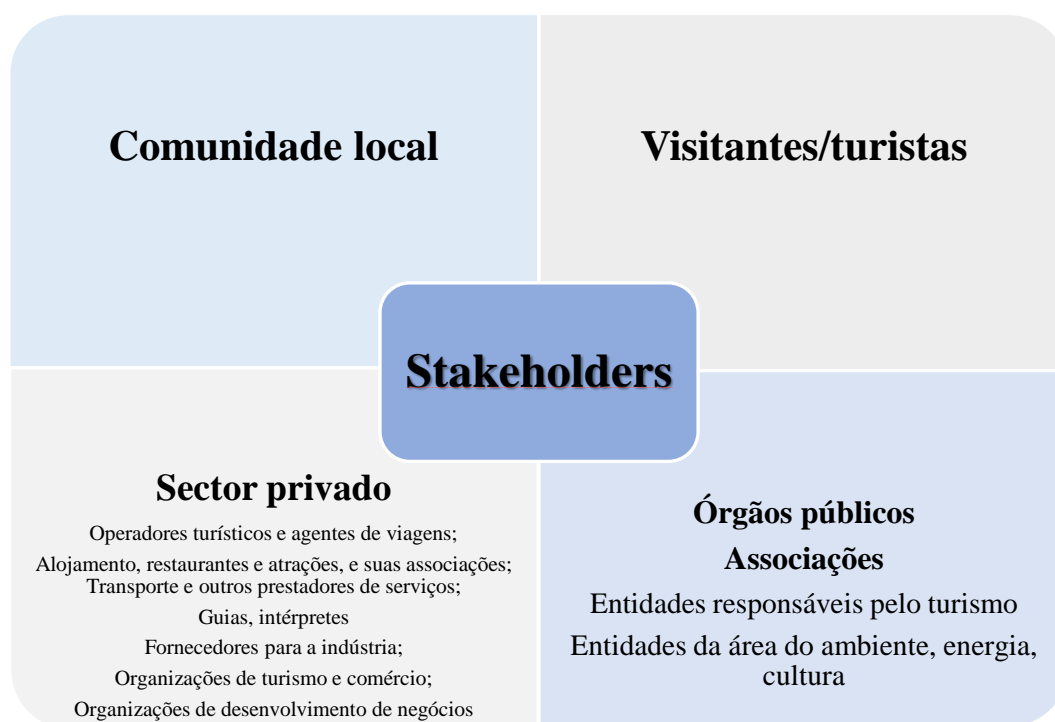 Comunidade local
Visitantes/turistas
Stakeholders
Sector privado
Operadores turísticos e agentes de viagens;
Alojamento, restaurantes e atrações, e suas associações;
Transporte e outros prestadores de serviços;
Guias, intérpretes
Fornecedores para a indústria;
Organizações de turismo e comércio;
Organizações de desenvolvimento de negócios
Órgãos públicos
Associações
Entidades responsáveis pelo turismo
Entidades da área do ambiente, energia,
cultura